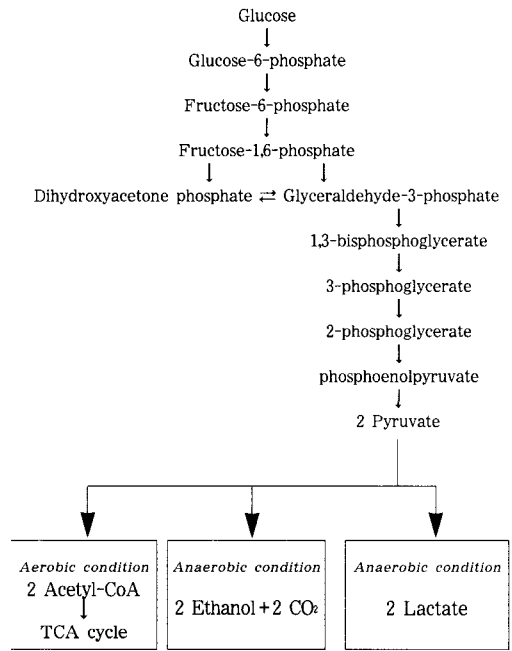 Glucose
Glucose-6-phosphate
Fructose-6-phosphate
Fructose-1,6-phosphate
Dihydroxyacetone phosphate ⇄ Glyceraldehyde-3-phosphate
1,3-bisphosphoglycerate
3-phosphoglycerate
2-phosphoglycerate
phosphoenolpyruvate
2 Pyruvate
Aerobic condition
2 Acetyl-CoA
TCA cycle
Anaerobic condition
2 Ethanol+2 CO₂
Anaerobic condition
2 Lactate